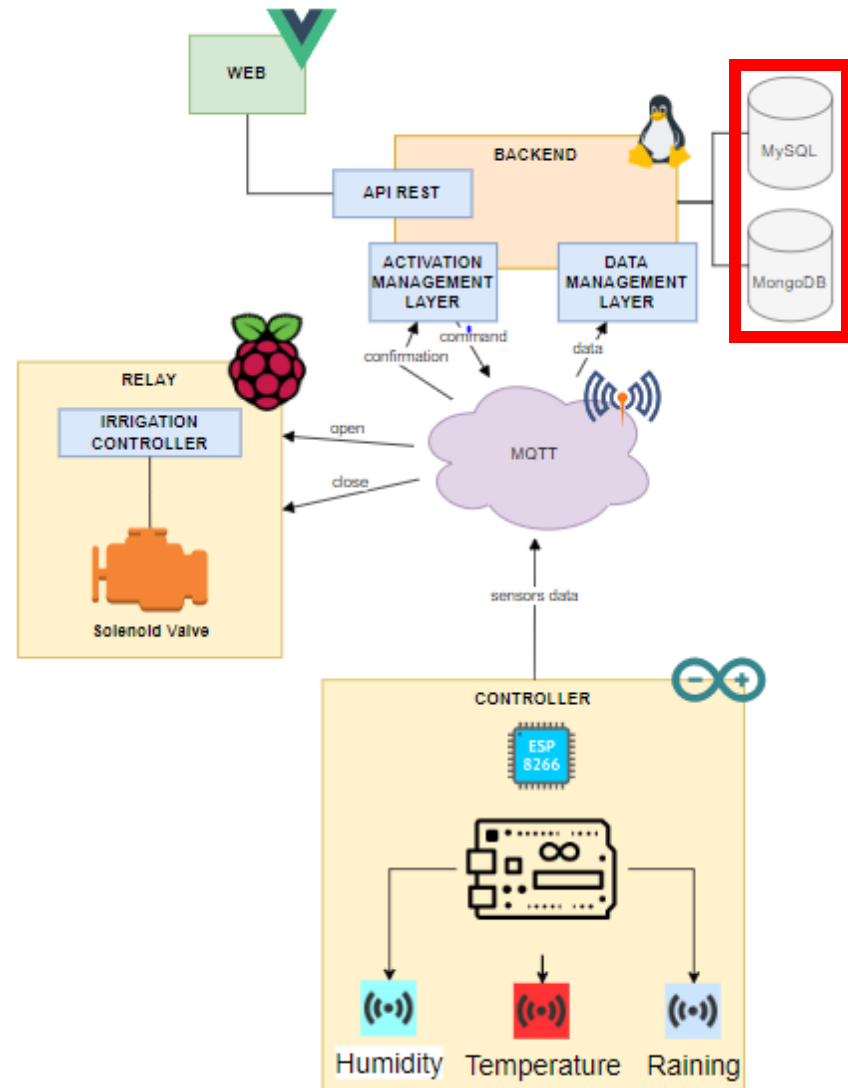 WEB
BACKEND
MySQL
API REST
ACTIVATION
MANAGEMENT
LAYER
DATA
MANAGEMENT
LAYER
MongoDB
command
confirmation
data
RELAY
IRRIGATION
CONTROLLER
open
MQTT
close
Solenoid Valve
sensors data
CONTROLLER
ESP
8266
Humidity
Temperature
Raining